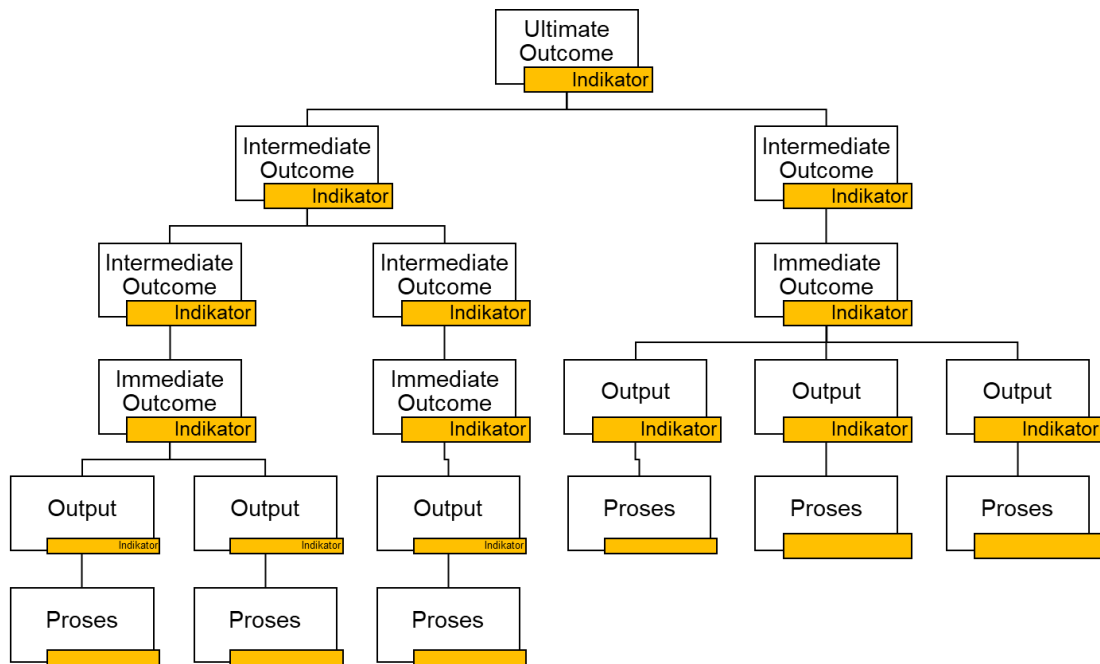 Ultimate
Outcome
Indikator
Intermediate
Outcome
Indikator
Intermediate
Outcome
Indikator
Intermediate
Outcome
Indikator
Intermediate
Outcome
Indikator
Immediate
Outcome
Indikator
Immediate
Outcome
Indikator
Immediate
Outcome
Indikator
Output
Indikator
Output
Indikator
Output
Indikator
Output
Indikator
Output
Indikator
Output
Indikator
Proses
Proses
Proses
Proses
Proses
Proses